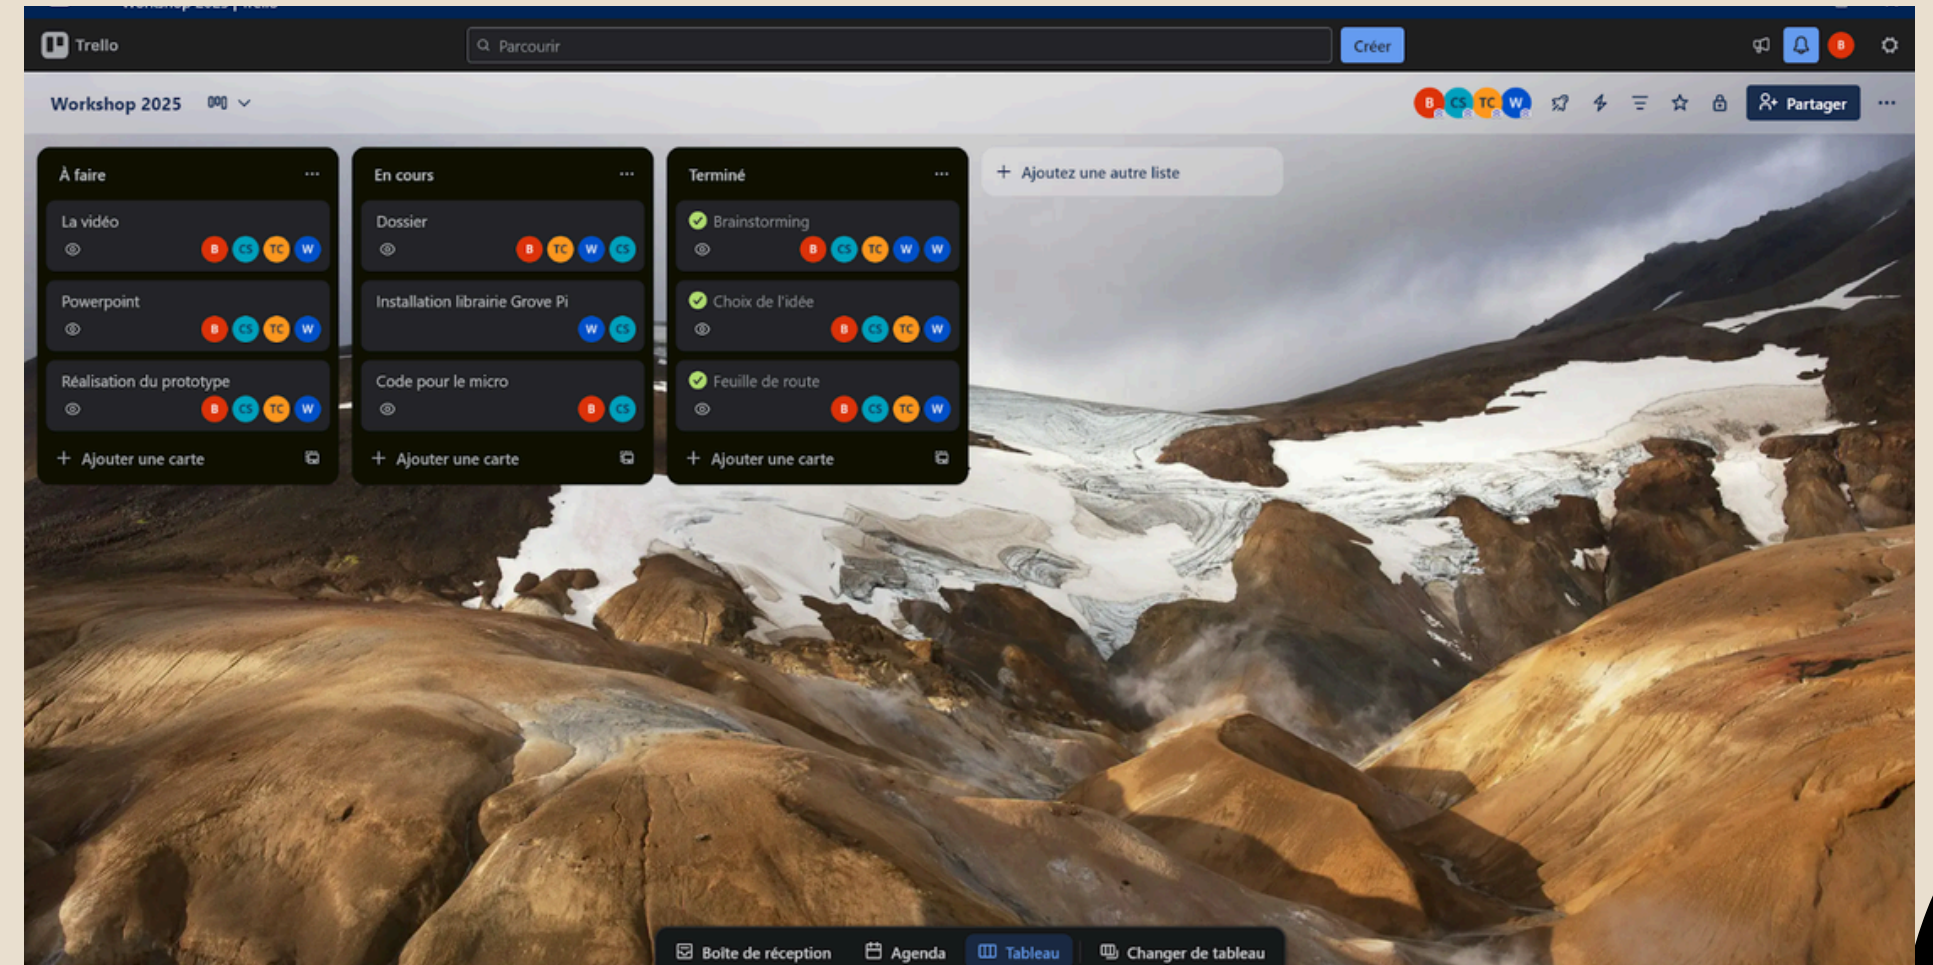 Workshop 2025 | Trello
Trello
Parcourir
Créer
B
Workshop 2025
B CS TC W
Partager
À faire
La vidéo
B CS TC W
Powerpoint
B CS TC W
Réalisation du prototype
B CS TC W
Ajouter une carte
En cours
Dossier
B TC W CS
Installation librairie Grove Pi
W CS
Code pour le micro
B CS
Ajouter une carte
Terminé
Brainstorming
B CS TC W W
Choix de l'idée
B CS TC W
Feuille de route
B CS TC W
Ajouter une carte
Ajoutez une autre liste
Boîte de réception
Agenda
Tableau
Changer de tableau